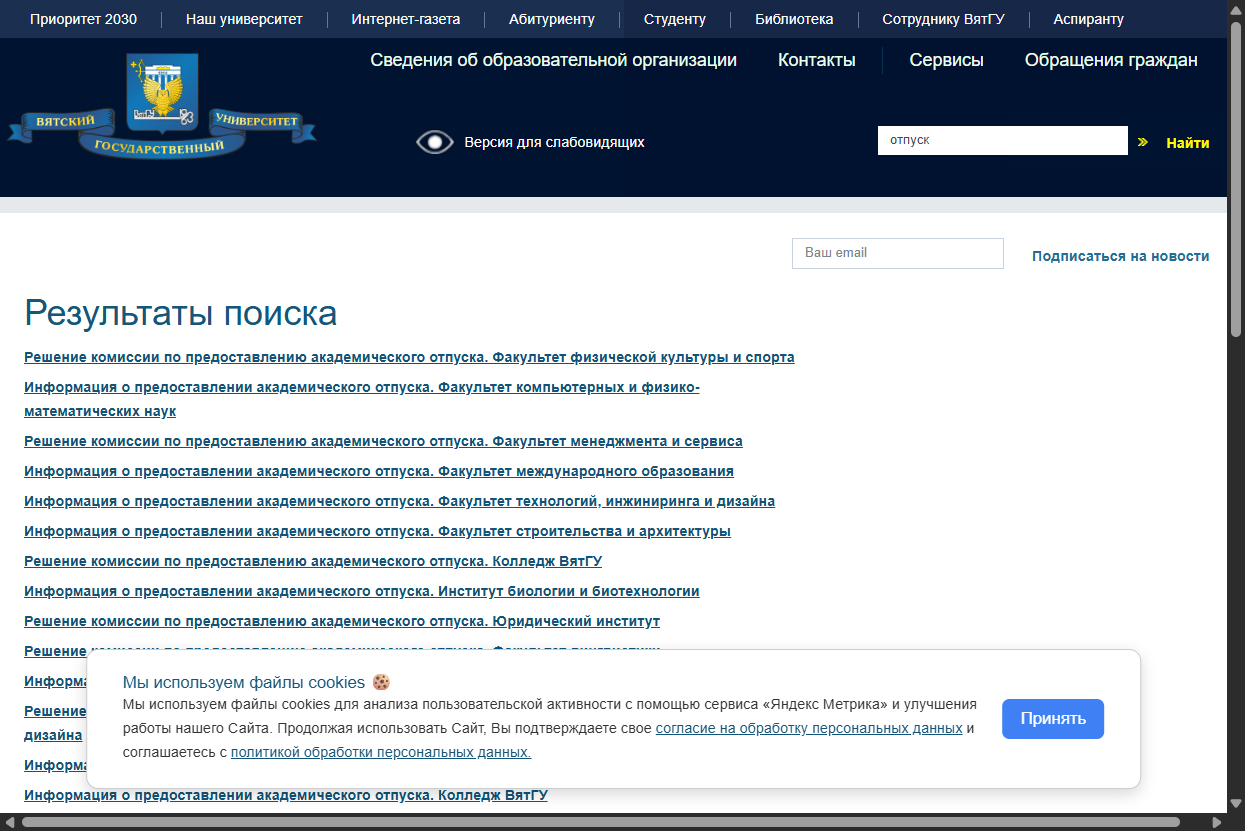 Приоритет 2030
Наш университет
Интернет-газета
Абитуриенту
Студенту
Библиотека
Сотруднику ВятГУ
Аспиранту
Сведения об образовательной организации
Контакты
Сервисы
Обращения граждан
ВЯТСКИЙ
ГОСУДАРСТВЕННЫЙ
УНИВЕРСИТЕТ
Версия для слабовидящих
отпуск
Найти
Ваш email
Подписаться на новости
Результаты поиска
Решение комиссии по предоставлению академического отпуска. Факультет физической культуры и спорта
Информация о предоставлении академического отпуска. Факультет компьютерных и физико-
математических наук
Решение комиссии по предоставлению академического отпуска. Факультет менеджмента и сервиса
Информация о предоставлении академического отпуска. Факультет международного образования
Информация о предоставлении академического отпуска. Факультет технологий, инжиниринга и дизайна
Информация о предоставлении академического отпуска. Факультет строительства и архитектуры
Решение комиссии по предоставлению академического отпуска. Колледж ВятГУ
Информация о предоставлении академического отпуска. Институт биологии и биотехнологии
Решение комиссии по предоставлению академического отпуска. Юридический институт
Решение
Решение
дизайна
Мы используем файлы cookies 🍪
Мы используем файлы cookies для анализа пользовательской активности с помощью сервиса «Яндекс Метрика» и улучшения
работы нашего Сайта. Продолжая использовать Сайт, Вы подтверждаете свое согласие на обработку персональных данных и
соглашаетесь с политикой обработки персональных данных.
Принять
Информация о предоставлении академического отпуска. Колледж ВятГУ